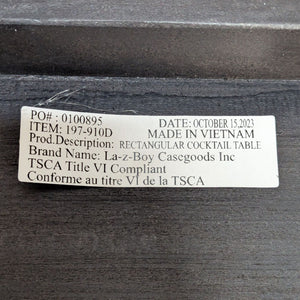 PO# : 0100895
DATE: OCTOBER 15,2023
ITEM: 197-910D
MADE IN VIETNAM
Prod.Description: RECTANGULAR COCKTAIL TABLE
Brand Name: La-z-Boy Casegoods Inc
TSCA Title VI Compliant
Conforme au titre VI de la TSCA